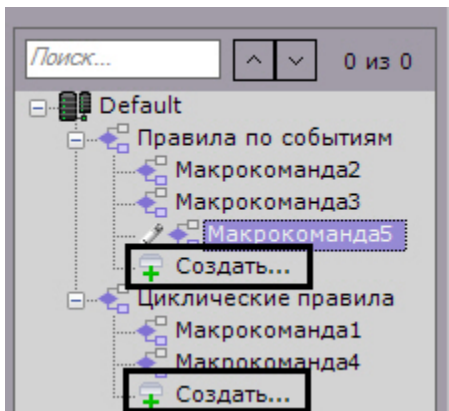 Поиск... 0 из 0
Default
Правила по событиям
Макрокоманда2
Макрокоманда3
Макрокоманда5
Создать...
Циклические правила
Макрокоманда1
Макрокоманда4
Создать...